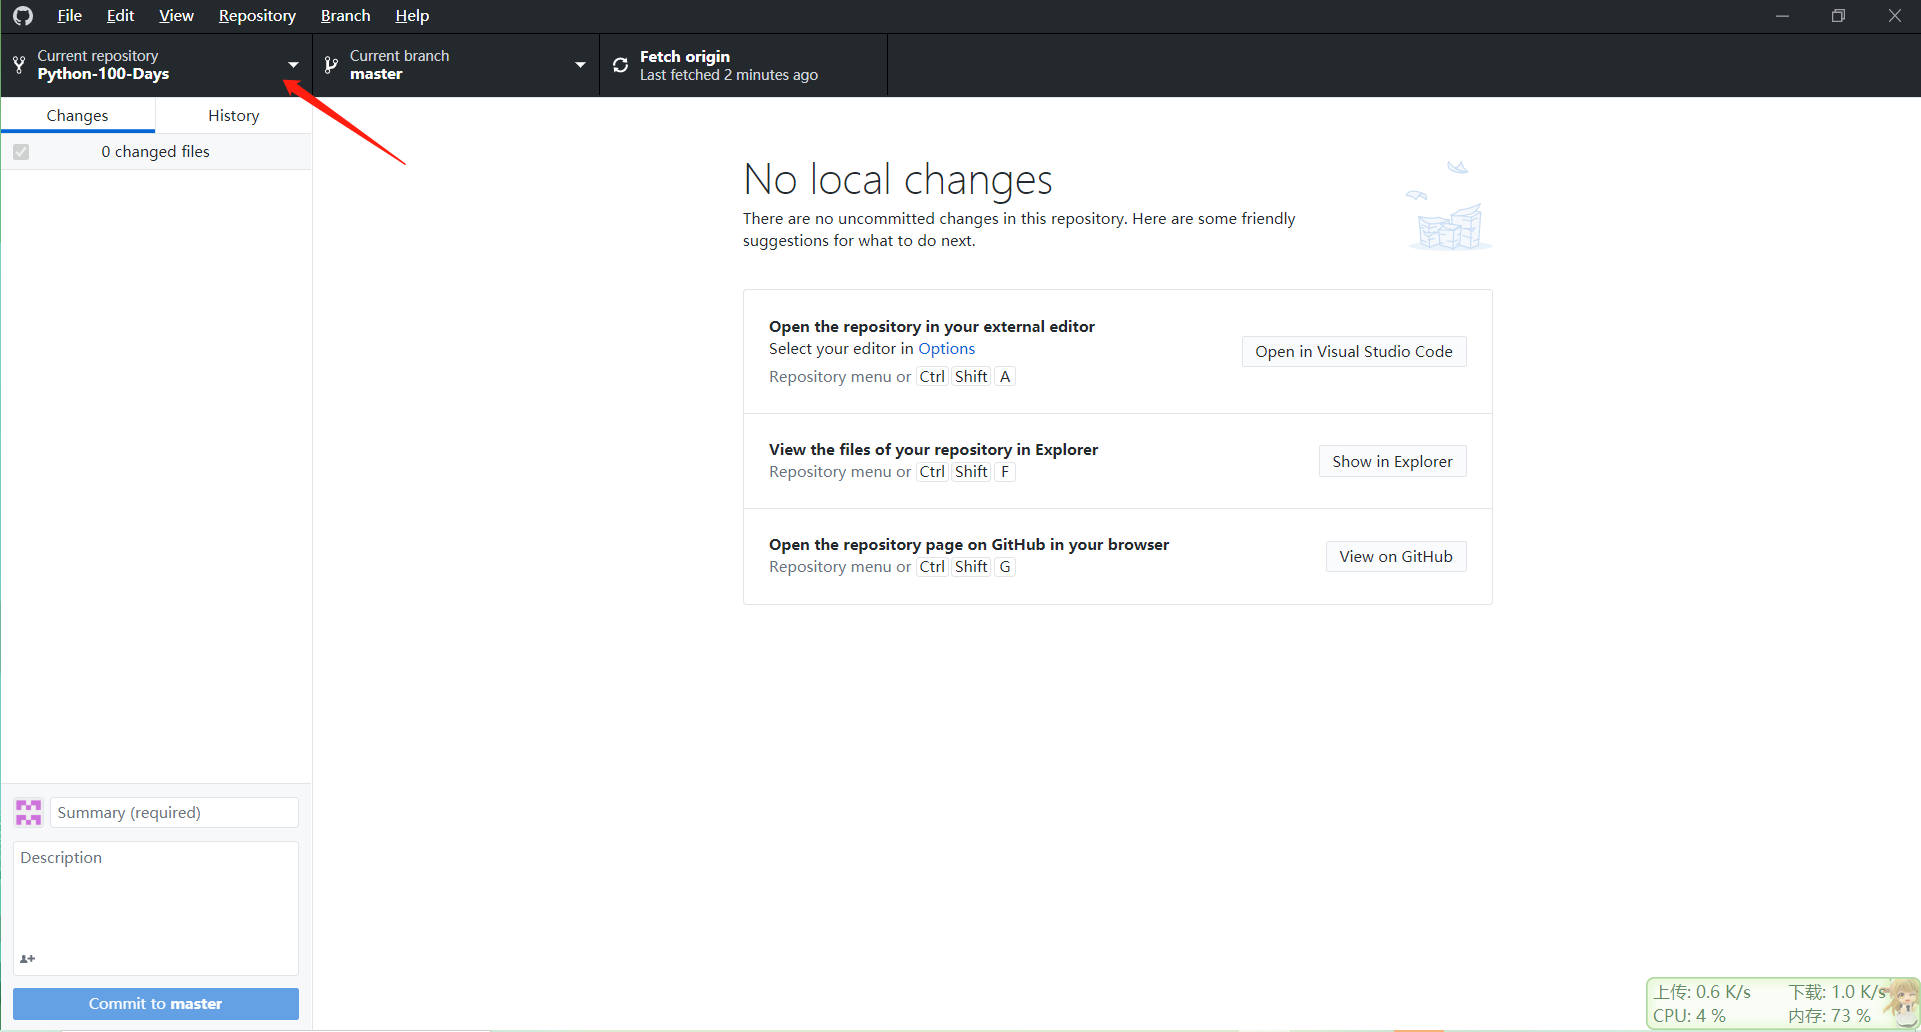 File Edit View Repository Branch Help
Current repository
Python-100-Days
Current branch
master
Fetch origin
Last fetched 2 minutes ago
Changes
History
0 changed files
No local changes
There are no uncommitted changes in this repository. Here are some friendly
suggestions for what to do next.
Open the repository in your external editor
Select your editor in Options
Repository menu or Ctrl Shift A
Open in Visual Studio Code
View the files of your repository in Explorer
Repository menu or Ctrl Shift F
Show in Explorer
Open the repository page on GitHub in your browser
Repository menu or Ctrl Shift G
View on GitHub
Summary (required)
Description
Commit to master
上传: 0.6 K/s 下载: 1.0 K/s
CPU: 4 % 内存: 73 %